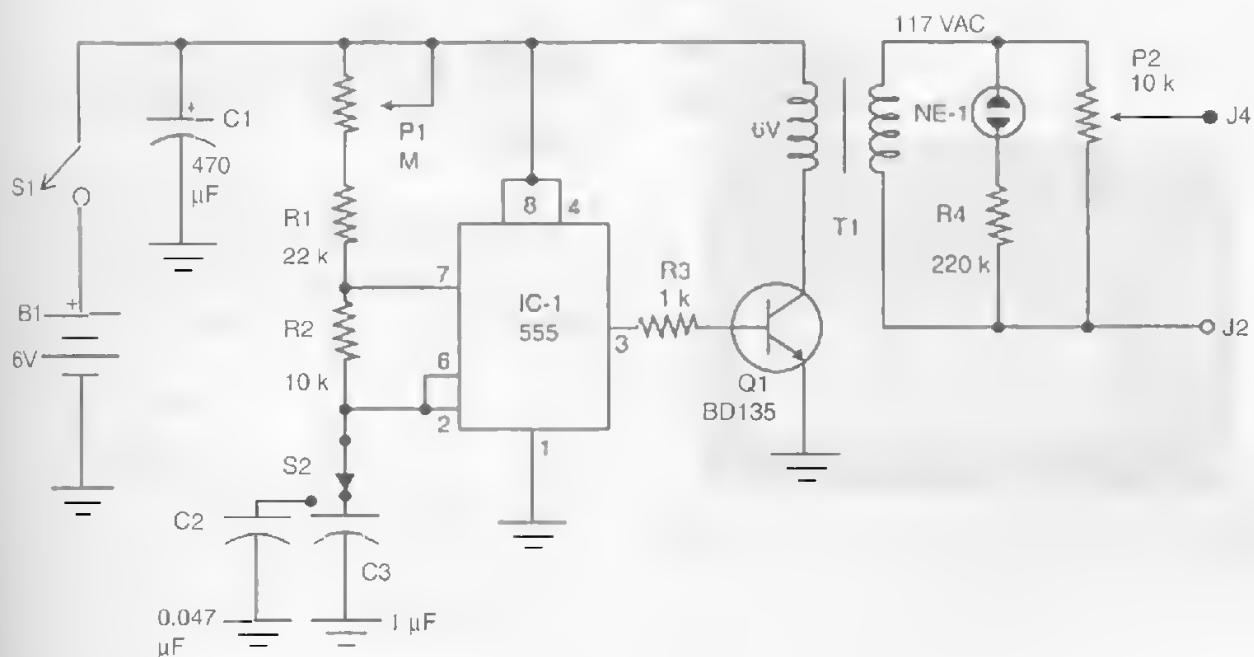 117 VAC
P2
10 k
J4
C1
470
µF
P1
M
6V
NE-1
S1
8
4
R1
22 k
T1
R4
220 k
7
R3
1 k
B1
6V
R2
10 k
IC-1
555
3
J2
6
2
Q1
BD135
1
S2
C2
C3
0.047
µF
1 µF